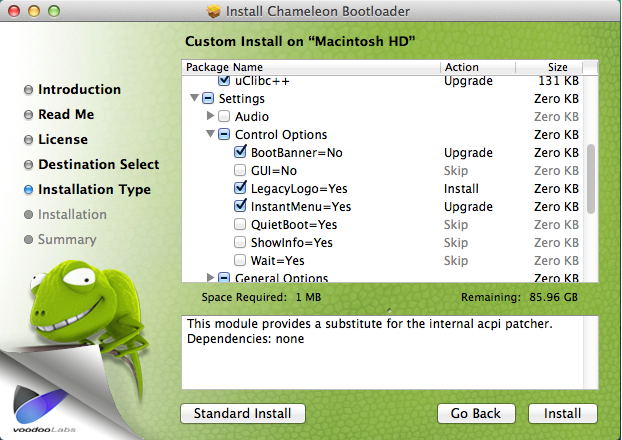 Install Chameleon Bootloader
Custom Install on “Macintosh HD”
Package Name Action Size
uClibc++ Upgrade 131 KB
Settings Zero KB
Audio Zero KB
Control Options Zero KB
BootBanner=No Upgrade Zero KB
GUI=No Skip Zero KB
LegacyLogo=Yes Install Zero KB
InstantMenu=Yes Upgrade Zero KB
QuietBoot=Yes Skip Zero KB
ShowInfo=Yes Skip Zero KB
Wait=Yes Skip Zero KB
General Options Zero KB
Space Required: 1 MB Remaining: 85.96 GB
This module provides a substitute for the internal acpi patcher.
Dependencies: none
Introduction
Read Me
License
Destination Select
Installation Type
Installation
Summary
voodooLabs
Standard Install Go Back Install